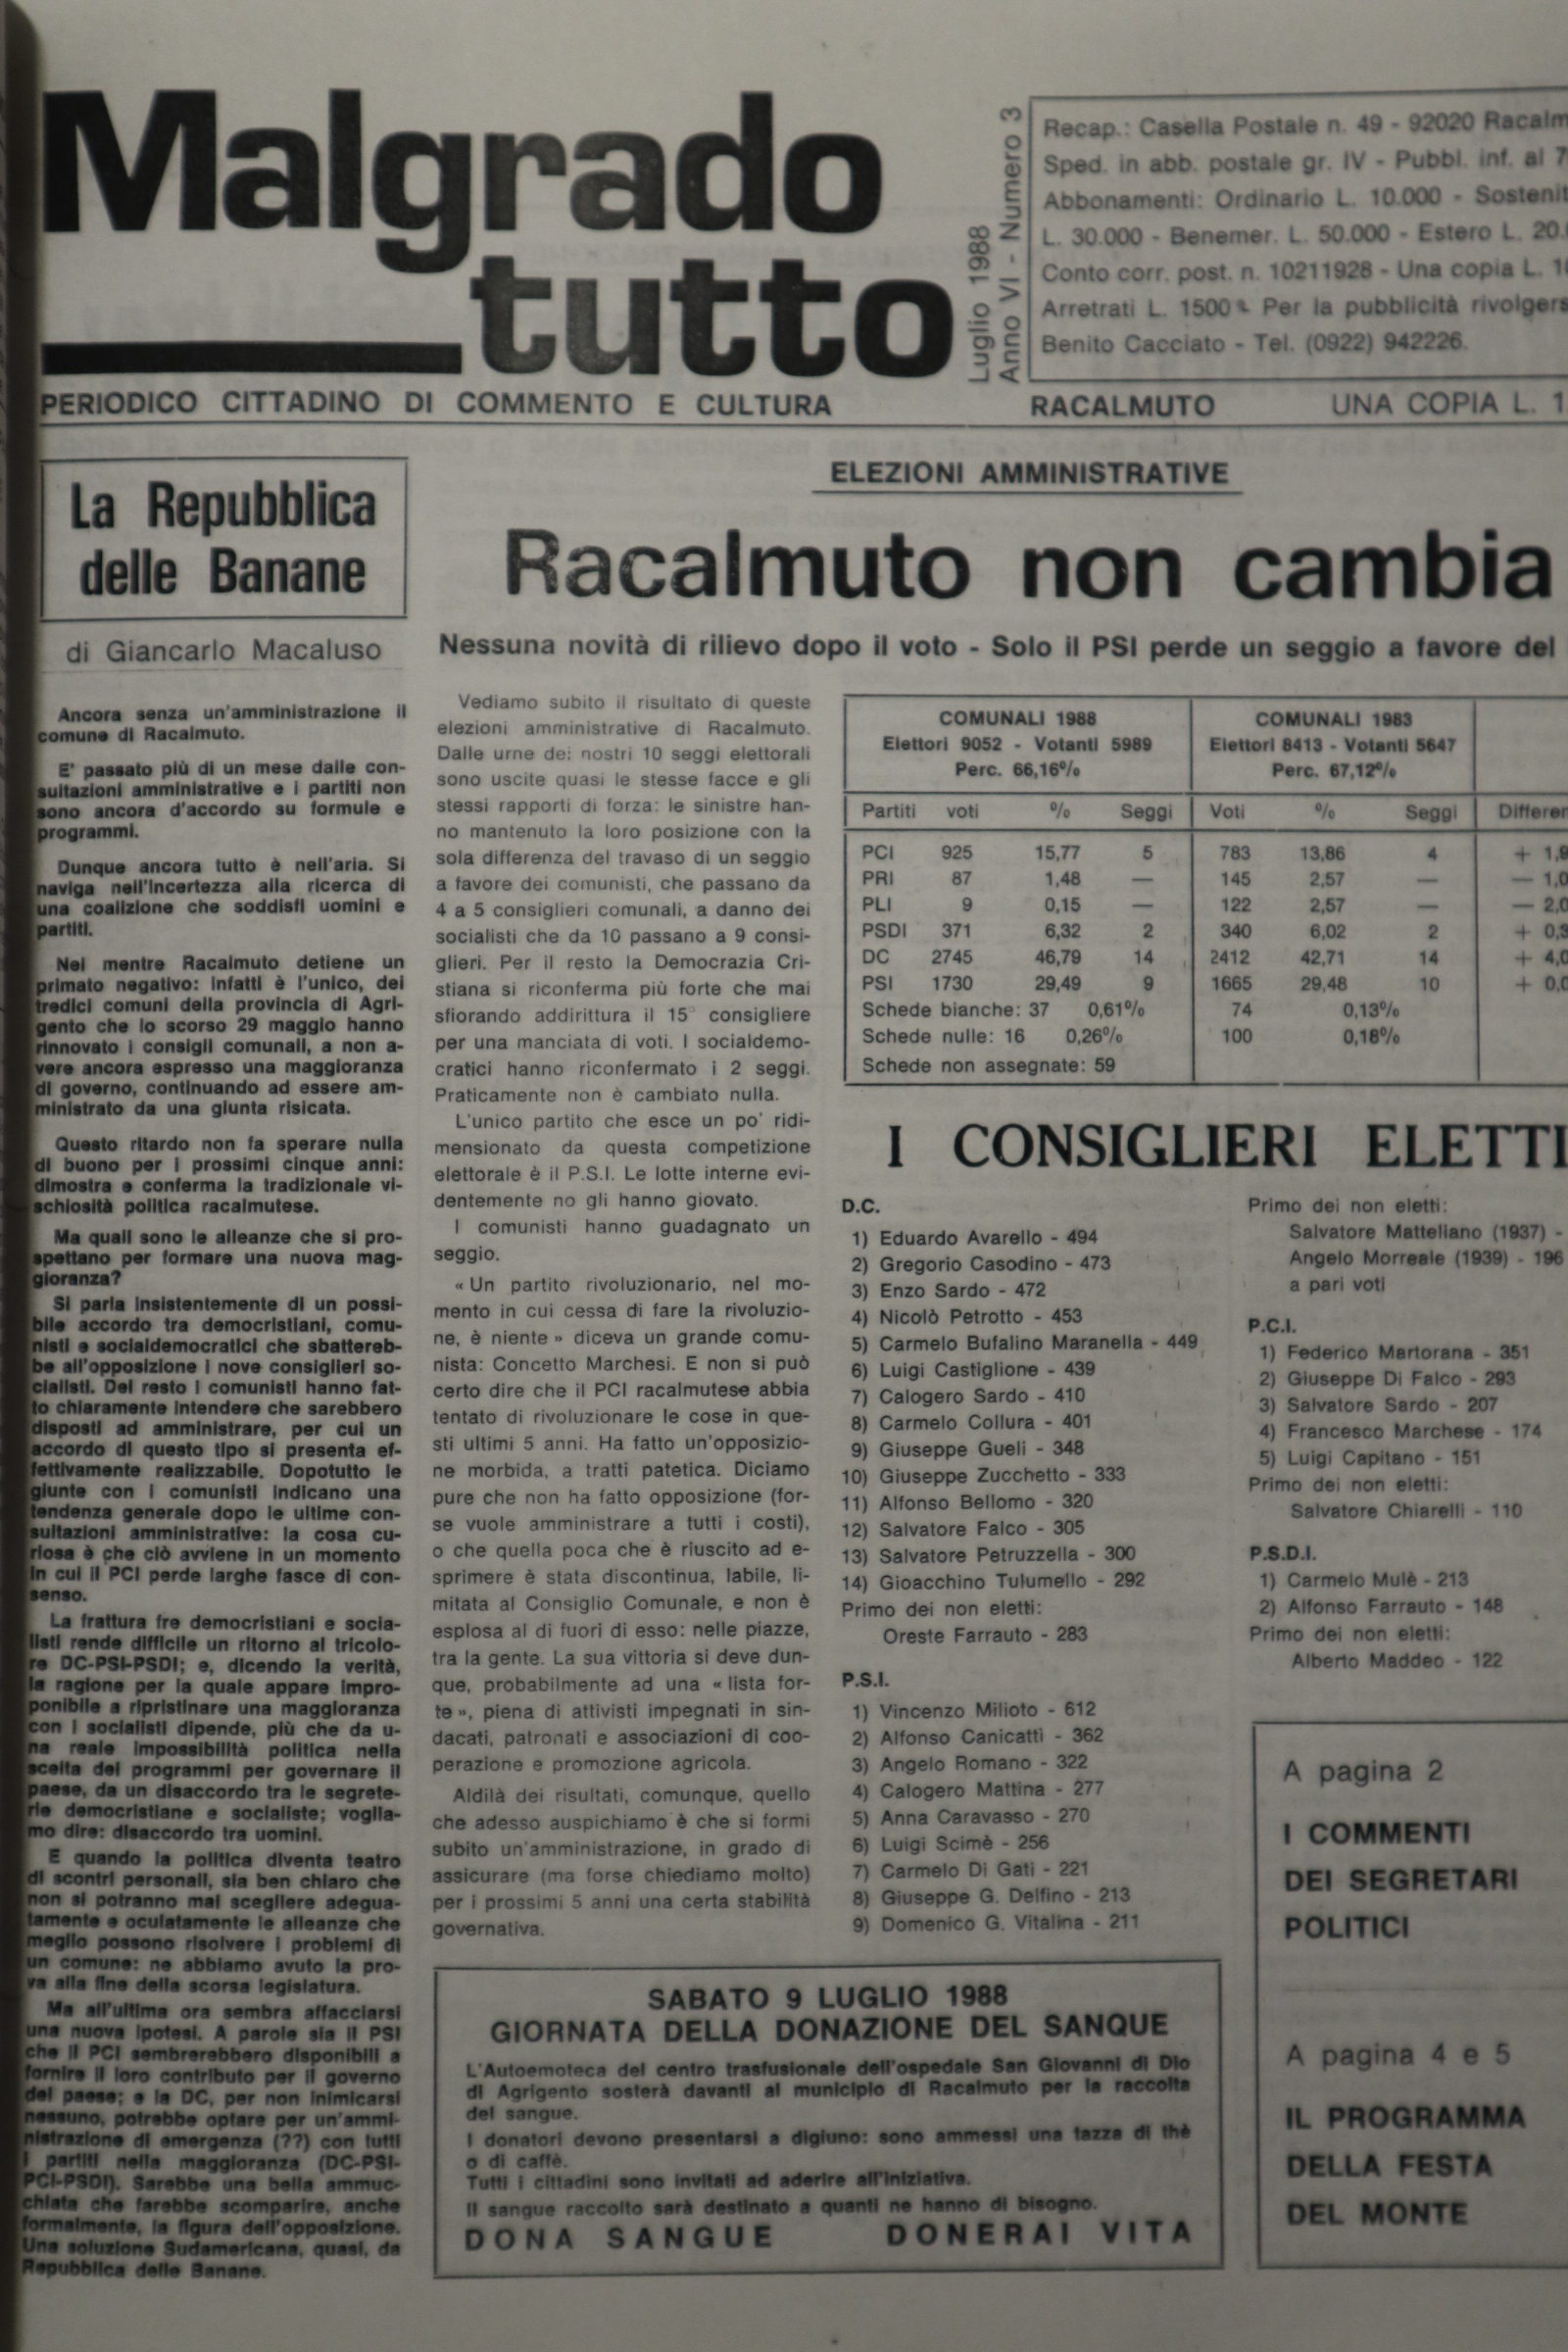 Malgrado
tutto
Luglio 1988
Anno VI - Numero 3
Recap.: Casella Postale n. 49 - 92020 Racalm
Sped. in abb. postale gr. IV - Pubbl. inf. al 7
Abbonamenti: Ordinario L. 10.000 - Sostenit
L. 30.000 - Benemer. L. 50.000 - Estero L. 20.
Conto corr. post. n. 10211928 - Una copia L. 1
Arretrati L. 1500 - Per la pubblicità rivolgers
Benito Cacciato - Tel. (0922) 942226.
PERIODICO CITTADINO DI COMMENTO E CULTURA
RACALMUTO
UNA COPIA L. 1
La Repubblica
delle Banane
di Giancarlo Macaluso
Ancora senza un'amministrazione il
comune di Racalmuto.
E' passato più di un mese dalle con-
sultazioni amministrative e i partiti non
sono ancora d'accordo su formule e
programmi.
Dunque ancora tutto è nell'aria. Si
naviga nell'incertezza alla ricerca di
una coalizione che soddisfi uomini e
partiti.
Nel mentre Racalmuto detiene un
primato negativo: infatti è l'unico, dei
tredici comuni della provincia di Agri-
gento che lo scorso 29 maggio hanno
rinnovato i consigli comunali, a non a-
vere ancora espresso una maggioranza
di governo, continuando ad essere am-
ministrato da una giunta risicata.
Questo ritardo non fa sperare nulla
di buono per i prossimi cinque anni:
dimostra e conferma la tradizionale vi-
schiosità politica racalmutese.
Ma quali sono le alleanze che si pro-
spettano per formare una nuova mag-
gioranza?
Si parla insistentemente di un possi-
bile accordo tra democristiani, comu-
nisti e socialdemocratici che sbattereb-
be all'opposizione i nove consiglieri so-
cialisti. Del resto i comunisti hanno fat-
to chiaramente intendere che sarebbero
disposti ad amministrare, per cui un
accordo di questo tipo si presenta ef-
fettivamente realizzabile. Dopotutto le
giunte con i comunisti indicano una
tendenza generale dopo le ultime con-
sultazioni amministrative: la cosa cu-
riosa è che ciò avviene in un momento
in cui il PCI perde larghe fasce di con-
senso.
La frattura fre democristiani e socia-
listi rende difficile un ritorno al tricolo-
re DC-PSI-PSDI; e, dicendo la verità,
la ragione per la quale appare impro-
ponibile a ripristinare una maggioranza
con i socialisti dipende, più che da u-
na reale impossibilità politica nella
scelta dei programmi per governare il
paese, da un disaccordo tra le segrete-
rie democristiane e socialiste; voglia-
mo dire: disaccordo tra uomini.
E quando la politica diventa teatro
di scontri personali, sia ben chiaro che
non si potranno mai scegliere adegua-
tamente e oculatamente le alleanze che
meglio possono risolvere i problemi di
un comune: ne abbiamo avuto la pro-
va alla fine della scorsa legislatura.
Ma all'ultima ora sembra affacciarsi
una nuova ipotesi. A parole sia il PSI
che il PCI sembrerebbero disponibili a
fornire il loro contributo per il governo
del paese; e la DC, per non inimicarsi
nessuno, potrebbe optare per un'ammi-
nistrazione di emergenza (??) con tutti
i partiti nella maggioranza (DC-PSI-
PCI-PSDI). Sarebbe una bella ammuc-
chiata che farebbe scomparire, anche
formalmente, la figura dell'opposizione.
Una soluzione Sudamericana, quasi, da
Repubblica delle Banane.
ELEZIONI AMMINISTRATIVE
Racalmuto non cambia
Nessuna novità di rilievo dopo il voto - Solo il PSI perde un seggio a favore del
Vediamo subito il risultato di queste
elezioni amministrative di Racalmuto.
Dalle urne dei nostri 10 seggi elettorali
sono uscite quasi le stesse facce e gli
stessi rapporti di forza: le sinistre han-
no mantenuto la loro posizione con la
sola differenza del travaso di un seggio
a favore dei comunisti, che passano da
4 a 5 consiglieri comunali, a danno dei
socialisti che da 10 passano a 9 consi-
glieri. Per il resto la Democrazia Cri-
stiana si riconferma più forte che mai
sfiorando addirittura il 15° consigliere
per una manciata di voti. I socialdemo-
cratici hanno riconfermato i 2 seggi.
Praticamente non è cambiato nulla.
L'unico partito che esce un po' ridi-
mensionato da questa competizione
elettorale è il P.S.I. Le lotte interne evi-
dentemente no gli hanno giovato.
I comunisti hanno guadagnato un
seggio.
« Un partito rivoluzionario, nel mo-
mento in cui cessa di fare la rivoluzio-
ne, è niente » diceva un grande comu-
nista: Concetto Marchesi. E non si può
certo dire che il PCI racalmutese abbia
tentato di rivoluzionare le cose in que-
sti ultimi 5 anni. Ha fatto un'opposizio-
ne morbida, a tratti patetica. Diciamo
pure che non ha fatto opposizione (for-
se vuole amministrare a tutti i costi),
o che quella poca che è riuscito ad e-
sprimere è stata discontinua, labile, li-
mitata al Consiglio Comunale, e non è
esplosa al di fuori di esso: nelle piazze,
tra la gente. La sua vittoria si deve dun-
que, probabilmente ad una « lista for-
te », piena di attivisti impegnati in sin-
dacati, patronati e associazioni di coo-
perazione e promozione agricola.
Aldilà dei risultati, comunque, quello
che adesso auspichiamo è che si formi
subito un'amministrazione, in grado di
assicurare (ma forse chiediamo molto)
per i prossimi 5 anni una certa stabilità
governativa.
COMUNALI 1988 COMUNALI 1983
Elettori 9052 - Votanti 5989 Elettori 8413 - Votanti 5647
Perc. 66,16% Perc. 67,12%
Partiti voti % Seggi Voti % Seggi Differen
PCI 925 15,77 5 783 13,86 4 + 1,9
PRI 87 1,48 — 145 2,57 — — 1,0
PLI 9 0,15 — 122 2,57 — — 2,0
PSDI 371 6,32 2 340 6,02 2 + 0,3
DC 2745 46,79 14 2412 42,71 14 + 4,0
PSI 1730 29,49 9 1665 29,48 10 + 0,0
Schede bianche: 37 0,61% 74 0,13%
Schede nulle: 16 0,26% 100 0,18%
Schede non assegnate: 59
I CONSIGLIERI ELETTI
D.C.
1) Eduardo Avarello - 494
2) Gregorio Casodino - 473
3) Enzo Sardo - 472
4) Nicolò Petrotto - 453
5) Carmelo Bufalino Maranella - 449
6) Luigi Castiglione - 439
7) Calogero Sardo - 410
8) Carmelo Collura - 401
9) Giuseppe Gueli - 348
10) Giuseppe Zucchetto - 333
11) Alfonso Bellomo - 320
12) Salvatore Falco - 305
13) Salvatore Petruzzella - 300
14) Gioacchino Tulumello - 292
Primo dei non eletti:
Oreste Farrauto - 283
P.S.I.
1) Vincenzo Milioto - 612
2) Alfonso Canicattì - 362
3) Angelo Romano - 322
4) Calogero Mattina - 277
5) Anna Caravasso - 270
6) Luigi Scimè - 256
7) Carmelo Di Gati - 221
8) Giuseppe G. Delfino - 213
9) Domenico G. Vitalina - 211
Primo dei non eletti:
Salvatore Matteliano (1937) -
Angelo Morreale (1939) - 196
a pari voti
P.C.I.
1) Federico Martorana - 351
2) Giuseppe Di Falco - 293
3) Salvatore Sardo - 207
4) Francesco Marchese - 174
5) Luigi Capitano - 151
Primo dei non eletti:
Salvatore Chiarelli - 110
P.S.D.I.
1) Carmelo Mulè - 213
2) Alfonso Farrauto - 148
Primo dei non eletti:
Alberto Maddeo - 122
SABATO 9 LUGLIO 1988
GIORNATA DELLA DONAZIONE DEL SANGUE
L'Autoemoteca del centro trasfusionale dell'ospedale San Giovanni di Dio
di Agrigento sosterà davanti al municipio di Racalmuto per la raccolta
del sangue.
I donatori devono presentarsi a digiuno: sono ammessi una tazza di thè
o di caffè.
Tutti i cittadini sono invitati ad aderire all'iniziativa.
Il sangue raccolto sarà destinato a quanti ne hanno di bisogno.
DONA SANGUE DONERAI VITA
A pagina 2
I COMMENTI
DEI SEGRETARI
POLITICI
A pagina 4 e 5
IL PROGRAMMA
DELLA FESTA
DEL MONTE